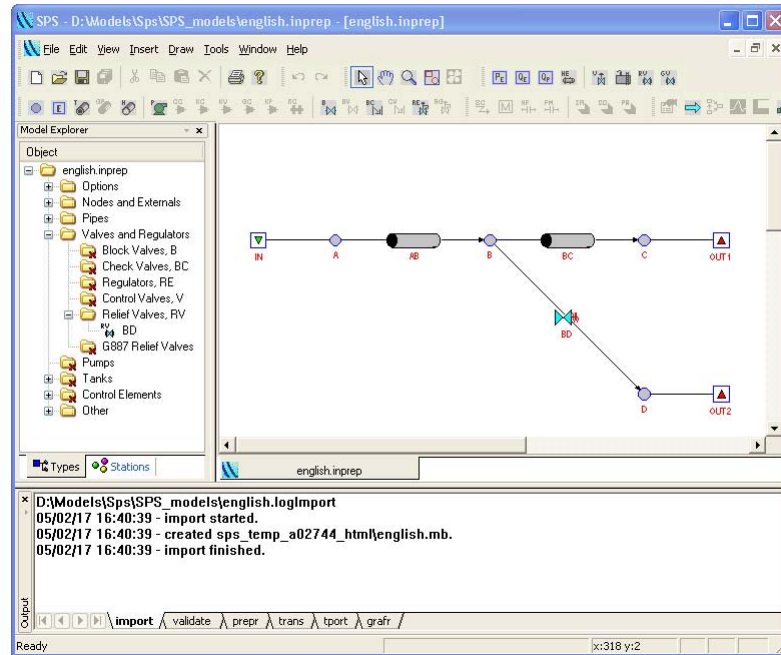 SPS - D:\Models\Sps\SPS_models\english.inprep - [english.inprep]
File Edit View Insert Draw Tools Window Help
Model Explorer
Object
english.inprep
Options
Nodes and Externals
Pipes
Valves and Regulators
Block Valves, B
Check Valves, BC
Regulators, RE
Control Valves, V
Relief Valves, RV
BD
G887 Relief Valves
Pumps
Tanks
Control Elements
Other
Types Stations
IN A AB B BC C OUT1
BD
D OUT2
english.inprep
D:\Models\Sps\SPS_models\english.logImport
05/02/17 16:40:39 - import started.
05/02/17 16:40:39 - created sps_temp_a02744_html\english.mb.
05/02/17 16:40:39 - import finished.
Output
import validate prepr trans tport grafr
Ready x:318 y:2